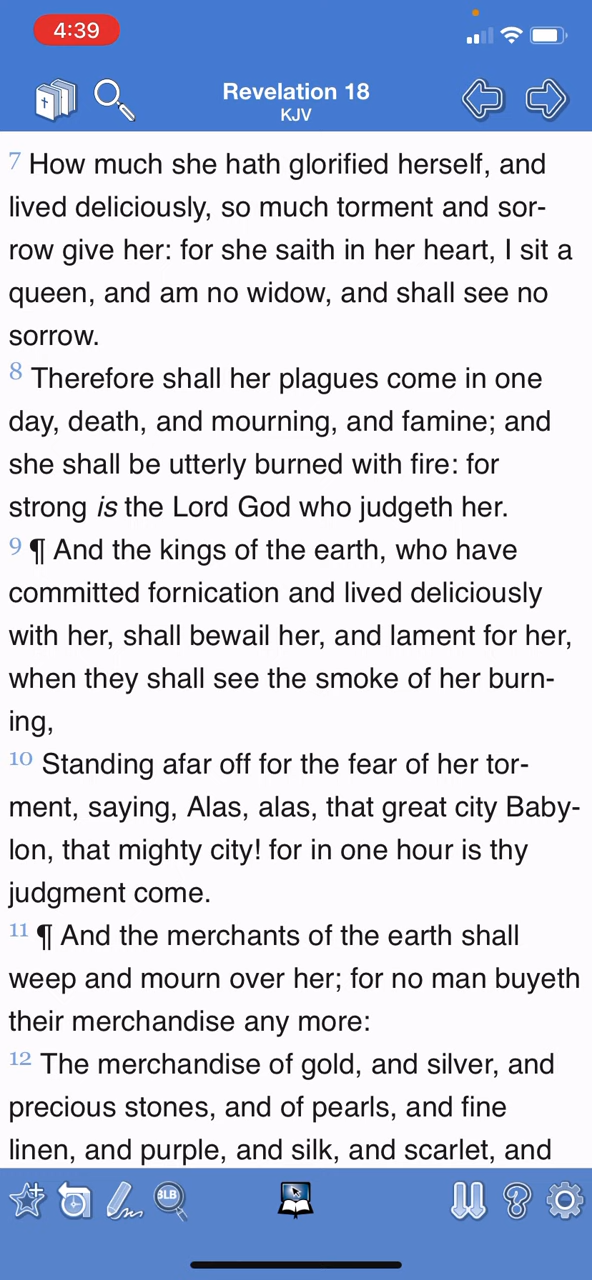 4:39
Revelation 18
KJV
7 How much she hath glorified herself, and
lived deliciously, so much torment and sor-
row give her: for she saith in her heart, I sit a
queen, and am no widow, and shall see no
sorrow.
8 Therefore shall her plagues come in one
day, death, and mourning, and famine; and
she shall be utterly burned with fire: for
strong is the Lord God who judgeth her.
9 ¶ And the kings of the earth, who have
committed fornication and lived deliciously
with her, shall bewail her, and lament for her,
when they shall see the smoke of her burn-
ing,
10 Standing afar off for the fear of her tor-
ment, saying, Alas, alas, that great city Baby-
lon, that mighty city! for in one hour is thy
judgment come.
11 ¶ And the merchants of the earth shall
weep and mourn over her; for no man buyeth
their merchandise any more:
12 The merchandise of gold, and silver, and
precious stones, and of pearls, and fine
linen, and purple, and silk, and scarlet, and
BLB